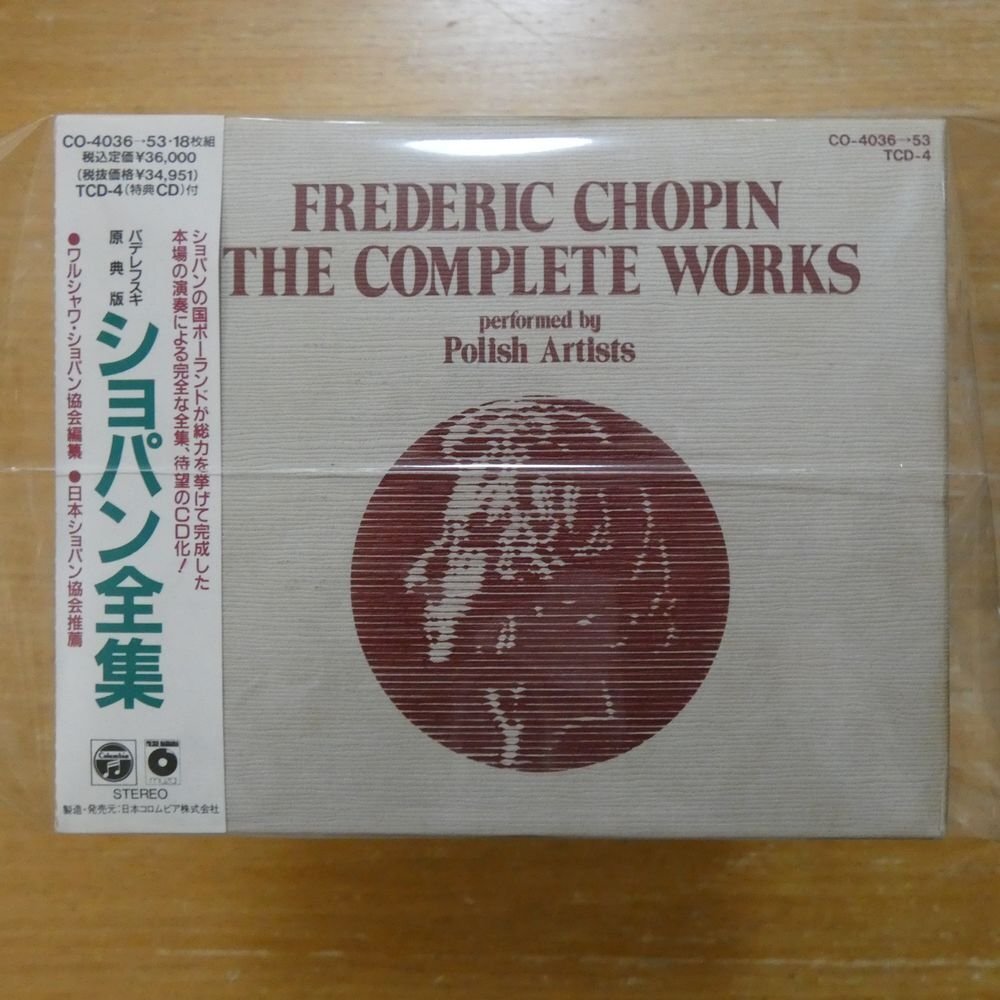 CO-4036→53・18枚組
税込定価¥36,000
(税抜価格¥34,951)
TCD-4(特典CD)付
ショパンの国ポーランドが総力を挙げて完成した
本場の演奏による完全な全集、待望のCD化!
パデレフスキ
原典版
ショパン全集
●ワルシャワ・ショパン協会編纂 ●日本ショパン協会推薦
Columbia
POLSKIE NAGRANIA
muza
STEREO
製造・発売元:日本コロムビア株式会社
CO-4036→53
TCD-4
FREDERIC CHOPIN
THE COMPLETE WORKS
performed by
Polish Artists